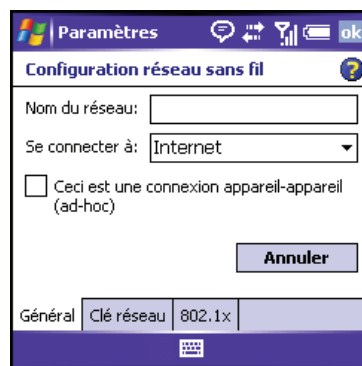 Paramètres ok
Configuration réseau sans fil ?
Nom du réseau:
Se connecter à: Internet
Ceci est une connexion appareil-appareil
(ad-hoc)
Annuler
Général Clé réseau 802.1x